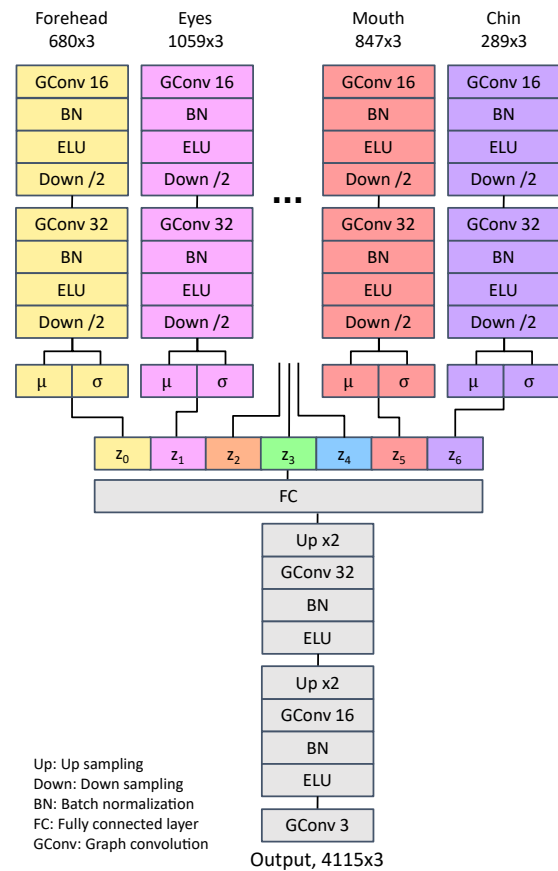 Forehead
680x3
Eyes
1059x3
Mouth
847x3
Chin
289x3
GConv 16
BN
ELU
Down /2
GConv 32
BN
ELU
Down /2
μ
σ
GConv 16
BN
ELU
Down /2
GConv 32
BN
ELU
Down /2
μ
σ
...
GConv 16
BN
ELU
Down /2
GConv 32
BN
ELU
Down /2
μ
σ
GConv 16
BN
ELU
Down /2
GConv 32
BN
ELU
Down /2
μ
σ
z₀ z₁ z₂ z₃ z₄ z₅ z₆
FC
Up x2
GConv 32
BN
ELU
Up x2
GConv 16
BN
ELU
GConv 3
Output, 4115x3
Up: Up sampling
Down: Down sampling
BN: Batch normalization
FC: Fully connected layer
GConv: Graph convolution